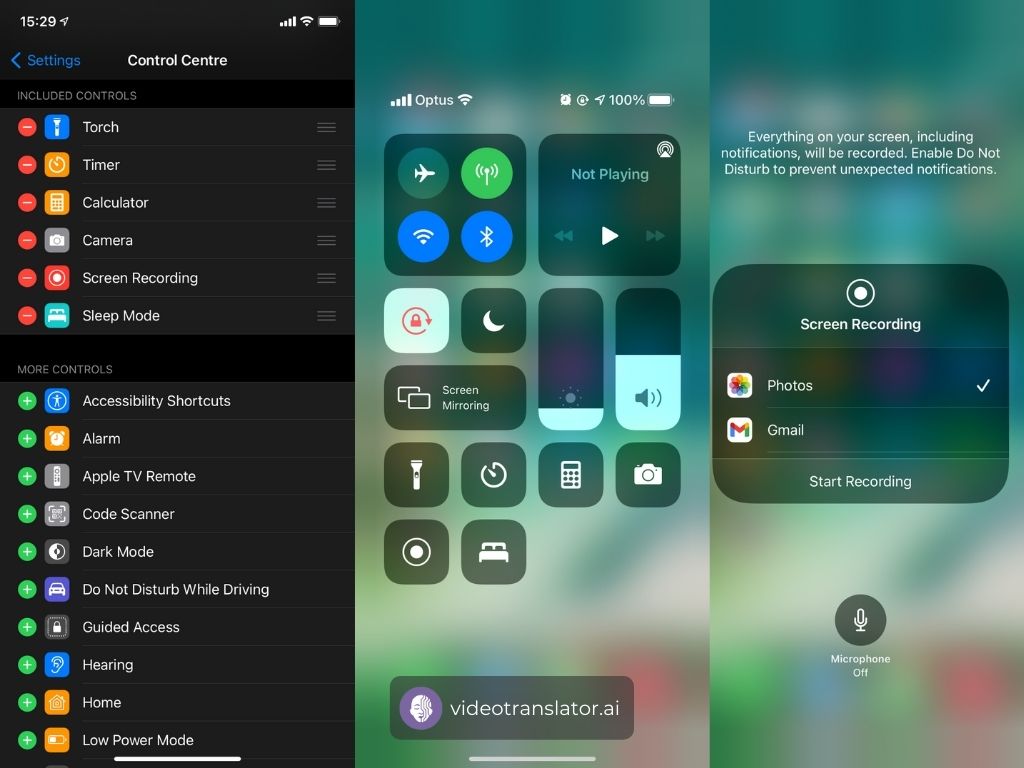 15:29
Settings
Control Centre
INCLUDED CONTROLS
Torch
Timer
Calculator
Camera
Screen Recording
Sleep Mode
MORE CONTROLS
Accessibility Shortcuts
Alarm
Apple TV Remote
Code Scanner
Dark Mode
Do Not Disturb While Driving
Guided Access
Hearing
Home
Low Power Mode
Optus
100%
Not Playing
Screen
Mirroring
videotranslator.ai
Everything on your screen, including
notifications, will be recorded. Enable Do Not
Disturb to prevent unexpected notifications.
Screen Recording
Photos
Gmail
Start Recording
Microphone
Off